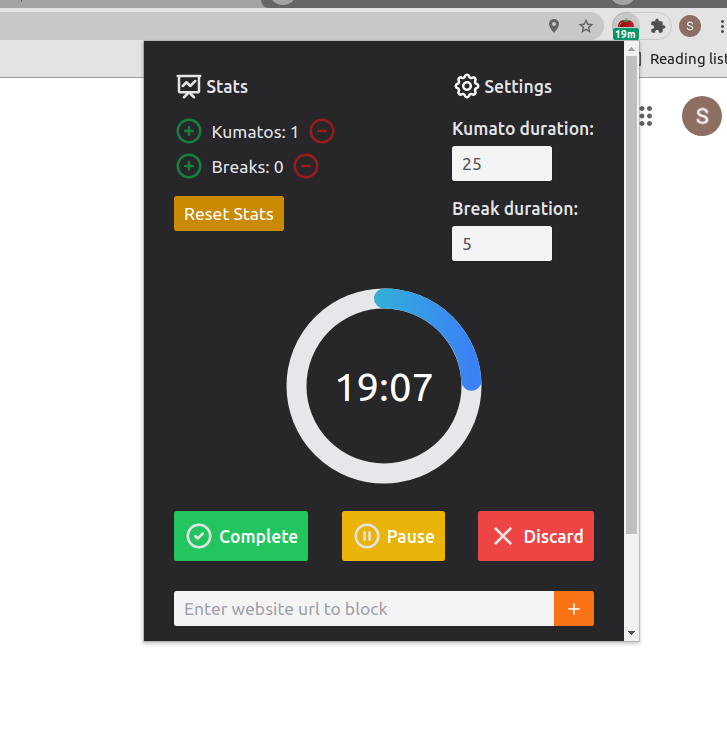 19m
S
Reading list
S
Stats
Settings
Kumatos: 1
Breaks: 0
Reset Stats
Kumato duration:
25
Break duration:
5
19:07
Complete
Pause
Discard
Enter website url to block
+